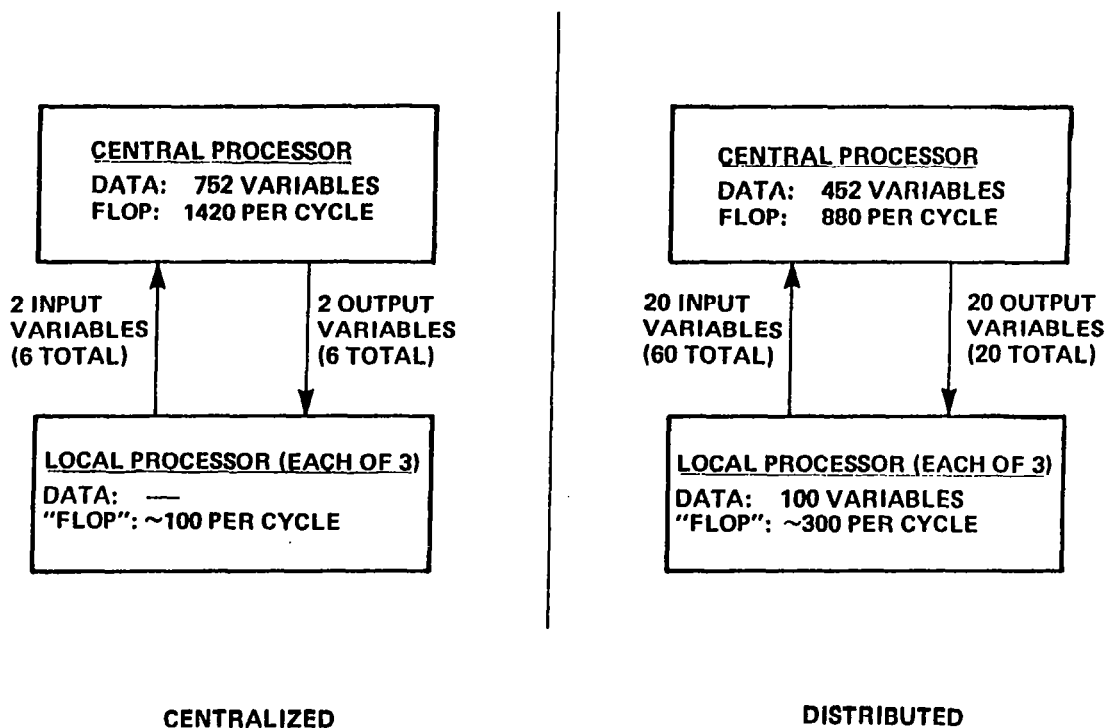 CENTRAL PROCESSOR
DATA: 752 VARIABLES
FLOP: 1420 PER CYCLE
2 INPUT
VARIABLES
(6 TOTAL)
2 OUTPUT
VARIABLES
(6 TOTAL)
LOCAL PROCESSOR (EACH OF 3)
DATA: —
"FLOP": ~100 PER CYCLE
CENTRALIZED
CENTRAL PROCESSOR
DATA: 452 VARIABLES
FLOP: 880 PER CYCLE
20 INPUT
VARIABLES
(60 TOTAL)
20 OUTPUT
VARIABLES
(20 TOTAL)
LOCAL PROCESSOR (EACH OF 3)
DATA: 100 VARIABLES
"FLOP": ~300 PER CYCLE
DISTRIBUTED